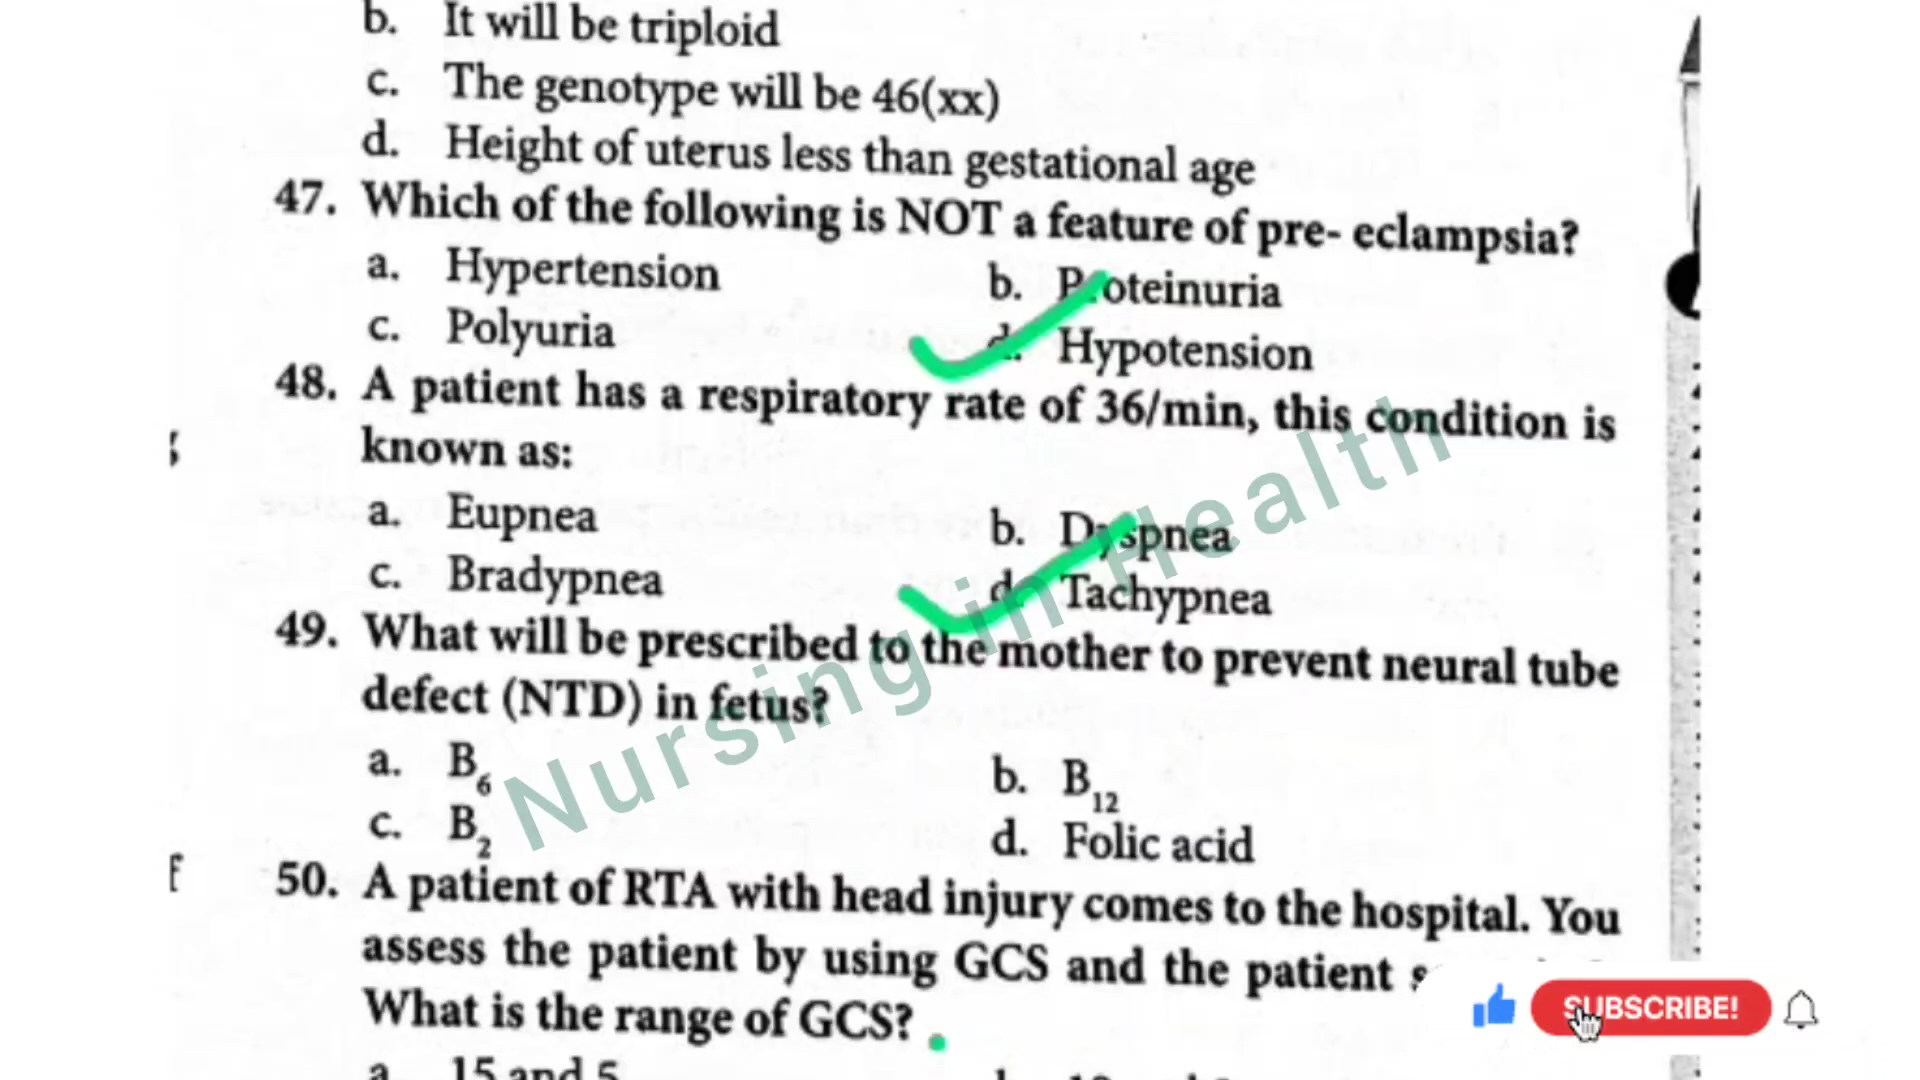 b. It will be triploid
c. The genotype will be 46(xx)
d. Height of uterus less than gestational age
47. Which of the following is NOT a feature of pre- eclampsia?
a. Hypertension b. Proteinuria
c. Polyuria d. Hypotension
48. A patient has a respiratory rate of 36/min, this condition is
known as:
a. Eupnea b. Dyspnea
c. Bradypnea d. Tachypnea
49. What will be prescribed to the mother to prevent neural tube
defect (NTD) in fetus?
a. B6 b. B12
c. B2 d. Folic acid
50. A patient of RTA with head injury comes to the hospital. You
assess the patient by using GCS and the patient
What is the range of GCS?
a. 15 and 5
Nursing in Health
SUBSCRIBE!